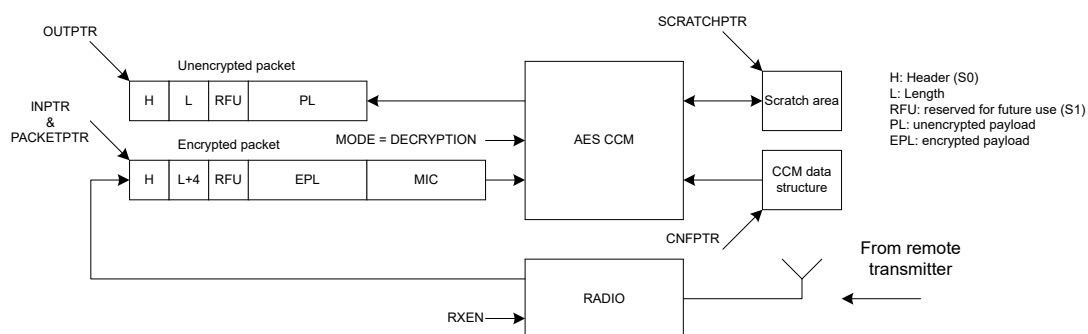 SCRATCHPTR
OUTPTR
Unencrypted packet
H
L
RFU
PL
INPTR
&
PACKETPTR
Encrypted packet
H
L+4
RFU
EPL
MIC
MODE = DECRYPTION
AES CCM
Scratch area
CCM data
structure
CNFPTR
H: Header (S0)
L: Length
RFU: reserved for future use (S1)
PL: unencrypted payload
EPL: encrypted payload
From remote
transmitter
RADIO
RXEN